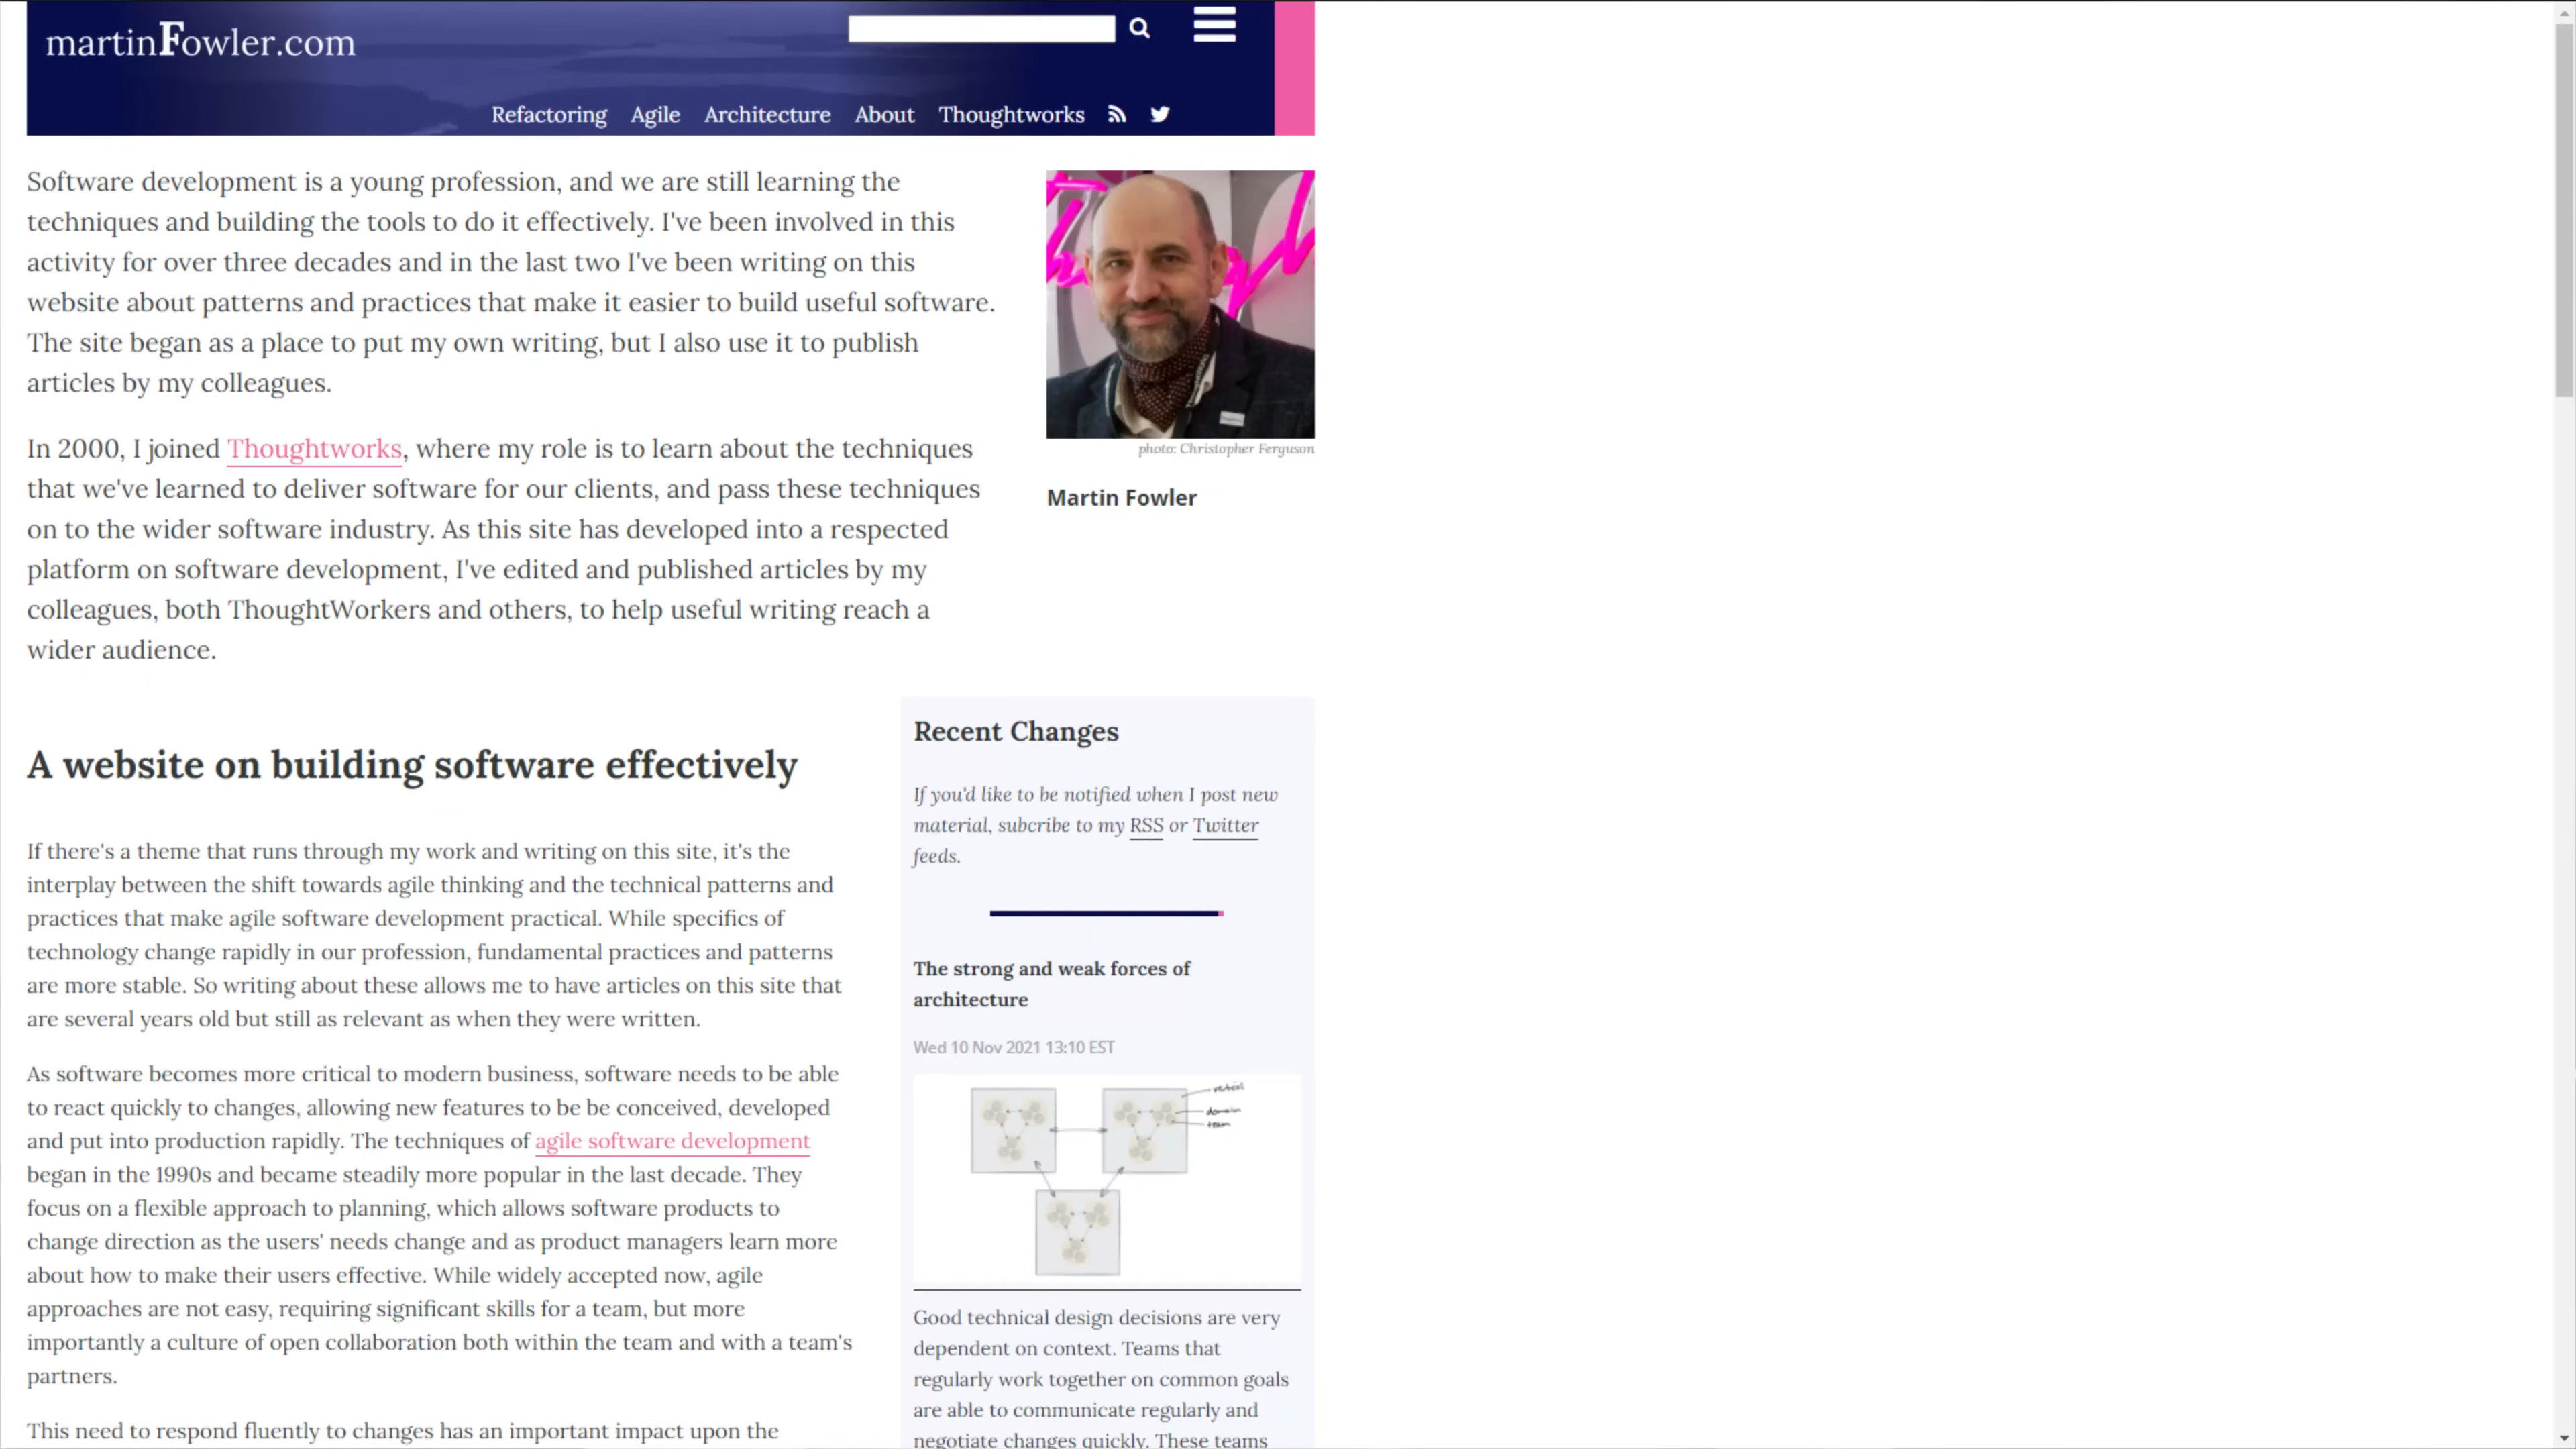 martinFowler.com
Refactoring Agile Architecture About Thoughtworks
Software development is a young profession, and we are still learning the
techniques and building the tools to do it effectively. I've been involved in this
activity for over three decades and in the last two I've been writing on this
website about patterns and practices that make it easier to build useful software.
The site began as a place to put my own writing, but I also use it to publish
articles by my colleagues.
In 2000, I joined Thoughtworks, where my role is to learn about the techniques
that we've learned to deliver software for our clients, and pass these techniques
on to the wider software industry. As this site has developed into a respected
platform on software development, I've edited and published articles by my
colleagues, both ThoughtWorkers and others, to help useful writing reach a
wider audience.
photo: Christopher Ferguson
Martin Fowler
A website on building software effectively
If there's a theme that runs through my work and writing on this site, it's the
interplay between the shift towards agile thinking and the technical patterns and
practices that make agile software development practical. While specifics of
technology change rapidly in our profession, fundamental practices and patterns
are more stable. So writing about these allows me to have articles on this site that
are several years old but still as relevant as when they were written.
As software becomes more critical to modern business, software needs to be able
to react quickly to changes, allowing new features to be be conceived, developed
and put into production rapidly. The techniques of agile software development
began in the 1990s and became steadily more popular in the last decade. They
focus on a flexible approach to planning, which allows software products to
change direction as the users' needs change and as product managers learn more
about how to make their users effective. While widely accepted now, agile
approaches are not easy, requiring significant skills for a team, but more
importantly a culture of open collaboration both within the team and with a team's
partners.
This need to respond fluently to changes has an important impact upon the
Recent Changes
If you'd like to be notified when I post new
material, subcribe to my RSS or Twitter
feeds.
The strong and weak forces of
architecture
Wed 10 Nov 2021 13:10 EST
vertical
domain
team
Good technical design decisions are very
dependent on context. Teams that
regularly work together on common goals
are able to communicate regularly and
negotiate changes quickly. These teams